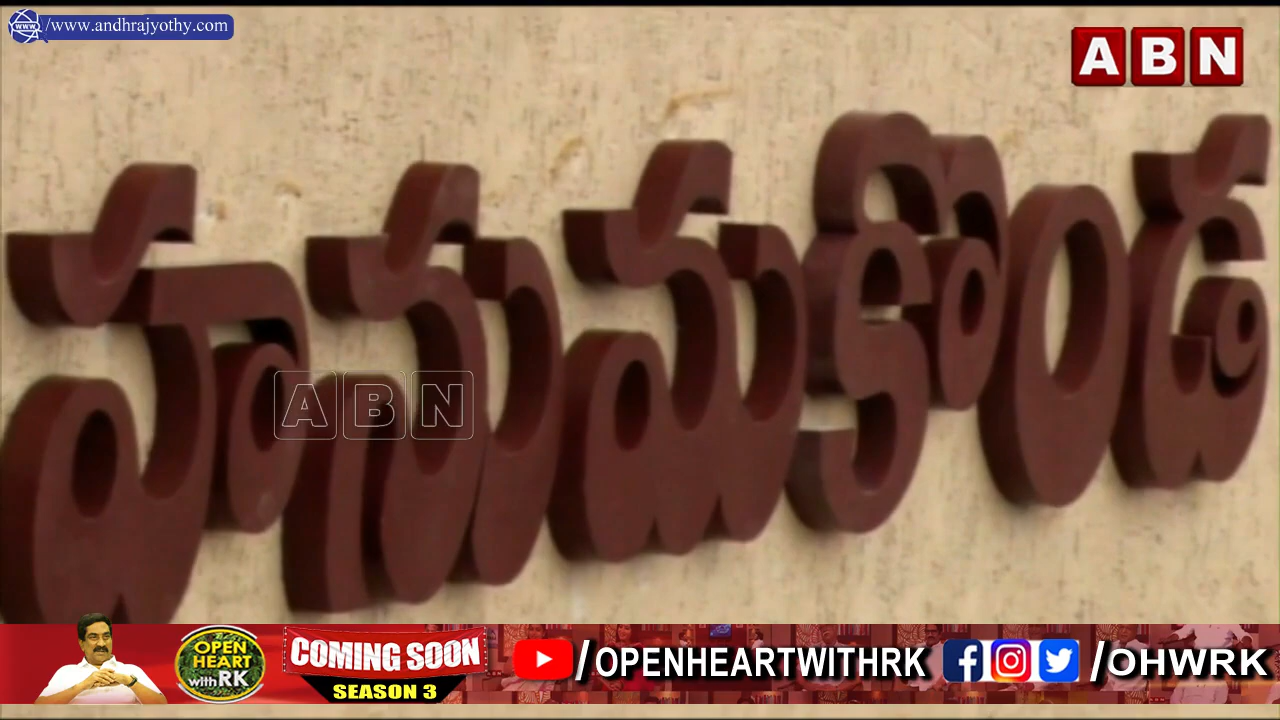 /www.andhrajyothy.com
ABN
హనుమకొండ
ABN
OPEN HEART with RK
COMING SOON
SEASON 3
/OPENHEARTWITHRK
/OHWRK